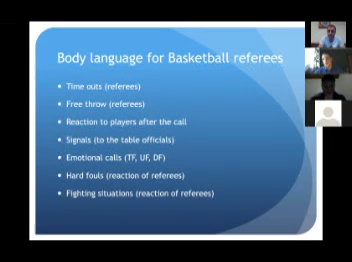 Body language for Basketball referees
• Time outs (referees)
• Free throw (referees)
• Reaction to players after the call
• Signals (to the table officials)
• Emotional calls (TF, UF, DF)
• Hard fouls (reaction of referees)
• Fighting situations (reaction of referees)